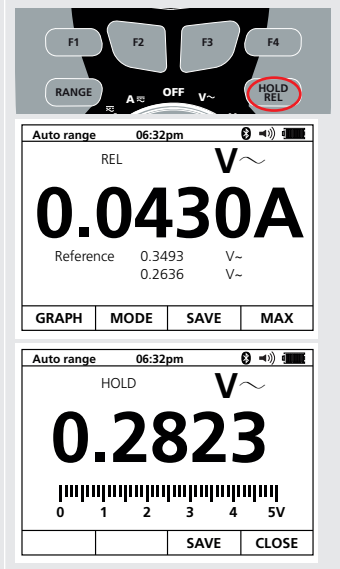 F1 F2 F3 F4
RANGE A OFF V~ HOLD REL
Auto range 06:32pm
REL V~
0.0430A
Reference 0.3493 V~
0.2636 V~
GRAPH MODE SAVE MAX
Auto range 06:32pm
HOLD V~
0.2823
0 1 2 3 4 5V
SAVE CLOSE